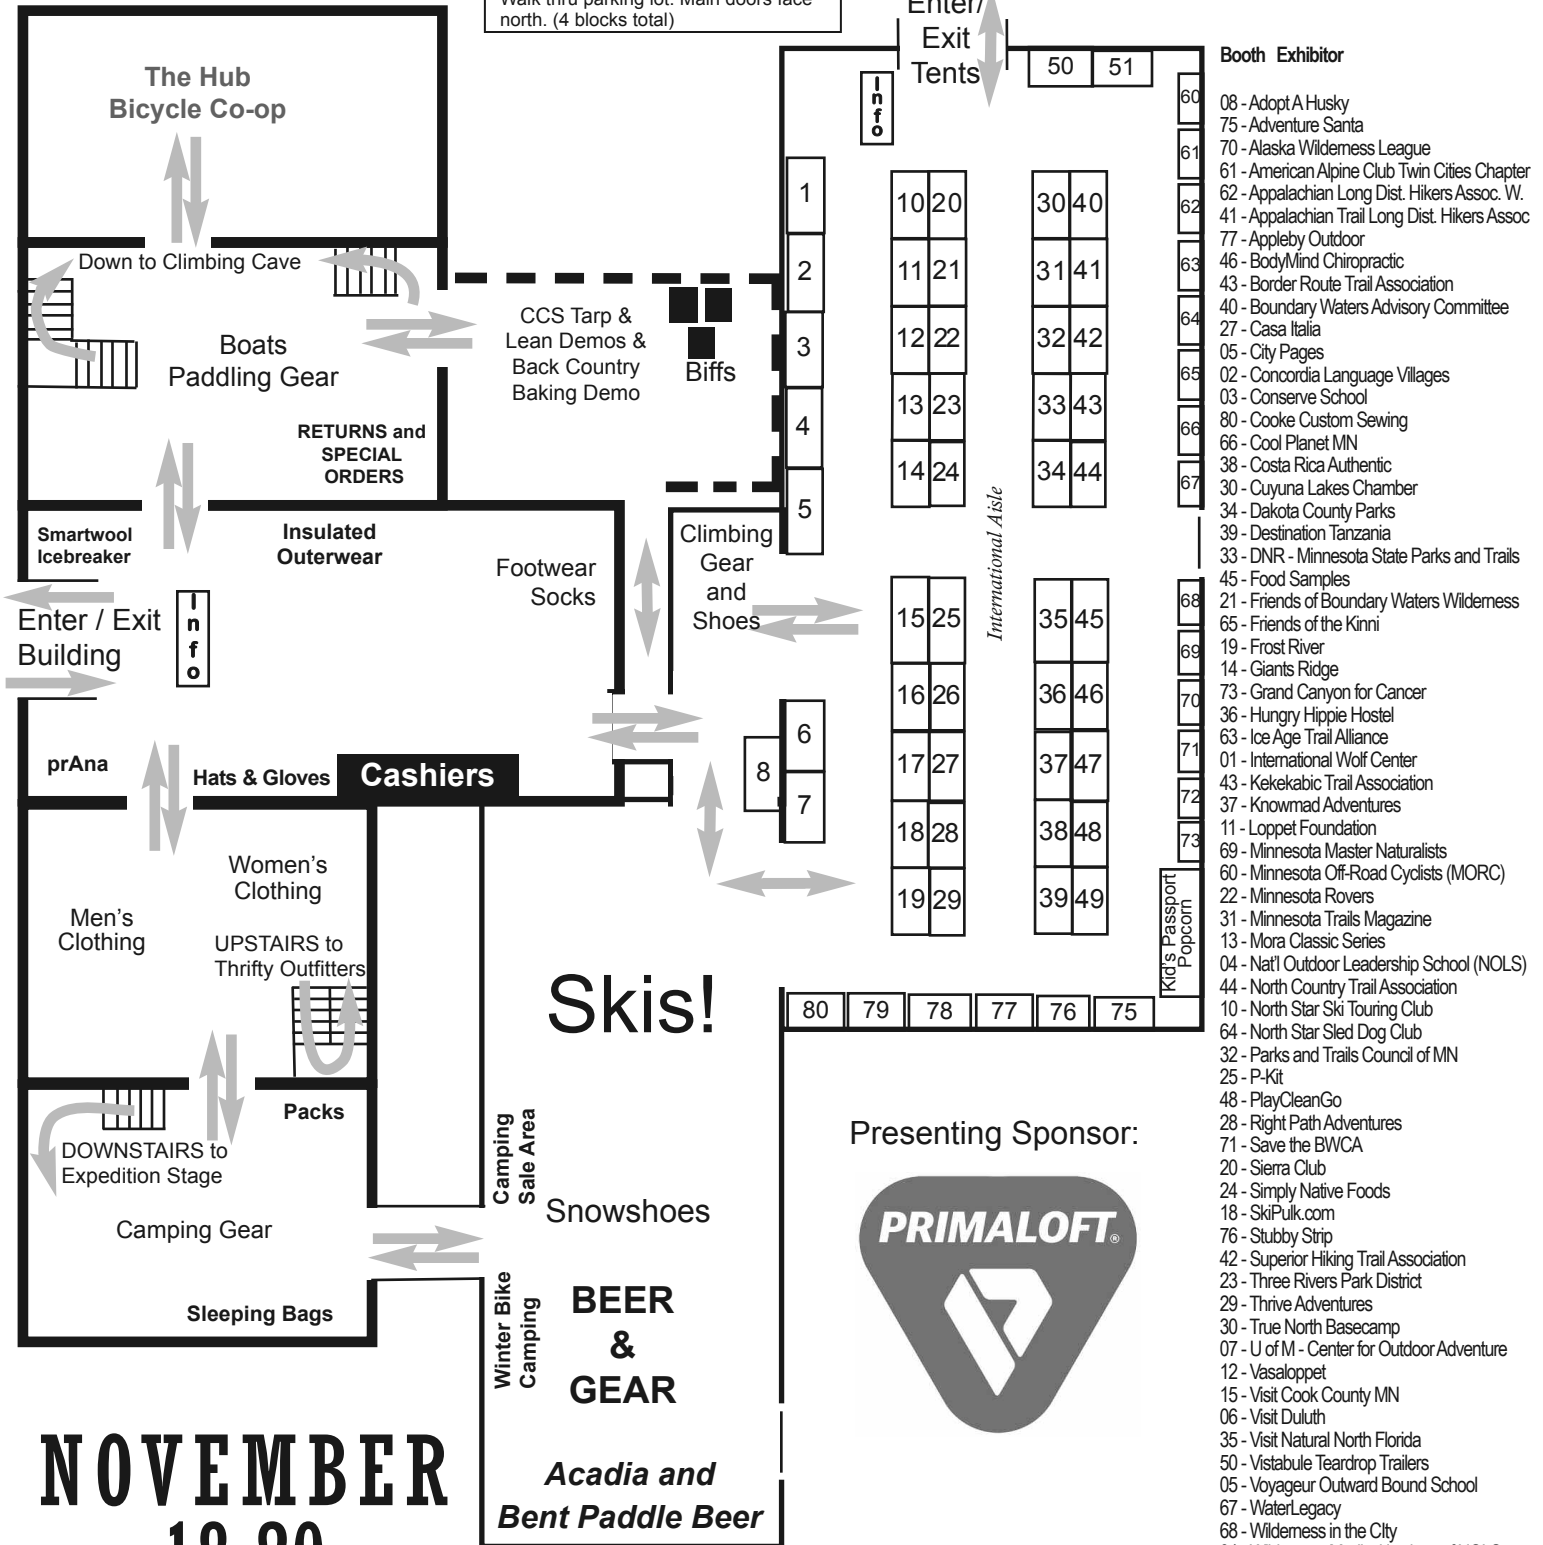 Walk thru parking lot. Main doors face
north. (4 blocks total)
Enter/
Exit
Tents
Info
50
51
The Hub
Bicycle Co-op
Down to Climbing Cave
Boats
Paddling Gear
RETURNS and
SPECIAL
ORDERS
CCS Tarp &
Lean Demos &
Back Country
Baking Demo
Biffs
1
2
3
4
5
10 20
11 21
12 22
13 23
14 24
30 40
31 41
32 42
33 43
34 44
60
61
62
63
64
65
66
67
International Aisle
Smartwool
Icebreaker
Insulated
Outerwear
Footwear
Socks
Climbing
Gear
and
Shoes
Enter / Exit
Building
Info
prAna
Hats & Gloves
Cashiers
6
7
8
15 25
16 26
17 27
18 28
19 29
35 45
36 46
37 47
38 48
39 49
68
69
70
71
72
73
Kid's Passport
Popcorn
80
79
78
77
76
75
Women's
Clothing
Men's
Clothing
UPSTAIRS to
Thrifty Outfitters
Skis!
Packs
DOWNSTAIRS to
Expedition Stage
Camping Gear
Sleeping Bags
Camping
Sale Area
Snowshoes
Winter Bike
Camping
BEER
&
GEAR
Acadia and
Bent Paddle Beer
Presenting Sponsor:
PRIMALOFT®
NOVEMBER
Booth Exhibitor
08 - Adopt A Husky
75 - Adventure Santa
70 - Alaska Wilderness League
61 - American Alpine Club Twin Cities Chapter
62 - Appalachian Long Dist. Hikers Assoc. W.
41 - Appalachian Trail Long Dist. Hikers Assoc
77 - Appleby Outdoor
46 - BodyMind Chiropractic
43 - Border Route Trail Association
40 - Boundary Waters Advisory Committee
27 - Casa Italia
05 - City Pages
02 - Concordia Language Villages
03 - Conserve School
80 - Cooke Custom Sewing
66 - Cool Planet MN
38 - Costa Rica Authentic
30 - Cuyuna Lakes Chamber
34 - Dakota County Parks
39 - Destination Tanzania
33 - DNR - Minnesota State Parks and Trails
45 - Food Samples
21 - Friends of Boundary Waters Wilderness
65 - Friends of the Kinni
19 - Frost River
14 - Giants Ridge
73 - Grand Canyon for Cancer
36 - Hungry Hippie Hostel
63 - Ice Age Trail Alliance
01 - International Wolf Center
43 - Kekekabic Trail Association
37 - Knowmad Adventures
11 - Loppet Foundation
69 - Minnesota Master Naturalists
60 - Minnesota Off-Road Cyclists (MORC)
22 - Minnesota Rovers
31 - Minnesota Trails Magazine
13 - Mora Classic Series
04 - Nat'l Outdoor Leadership School (NOLS)
44 - North Country Trail Association
10 - North Star Ski Touring Club
64 - North Star Sled Dog Club
32 - Parks and Trails Council of MN
25 - P-Kit
48 - PlayCleanGo
28 - Right Path Adventures
71 - Save the BWCA
20 - Sierra Club
24 - Simply Native Foods
18 - SkiPulk.com
76 - Stubby Strip
42 - Superior Hiking Trail Association
23 - Three Rivers Park District
29 - Thrive Adventures
30 - True North Basecamp
07 - U of M - Center for Outdoor Adventure
12 - Vasaloppet
15 - Visit Cook County MN
06 - Visit Duluth
35 - Visit Natural North Florida
50 - Vistabule Teardrop Trailers
05 - Voyageur Outward Bound School
67 - WaterLegacy
68 - Wilderness in the CIty